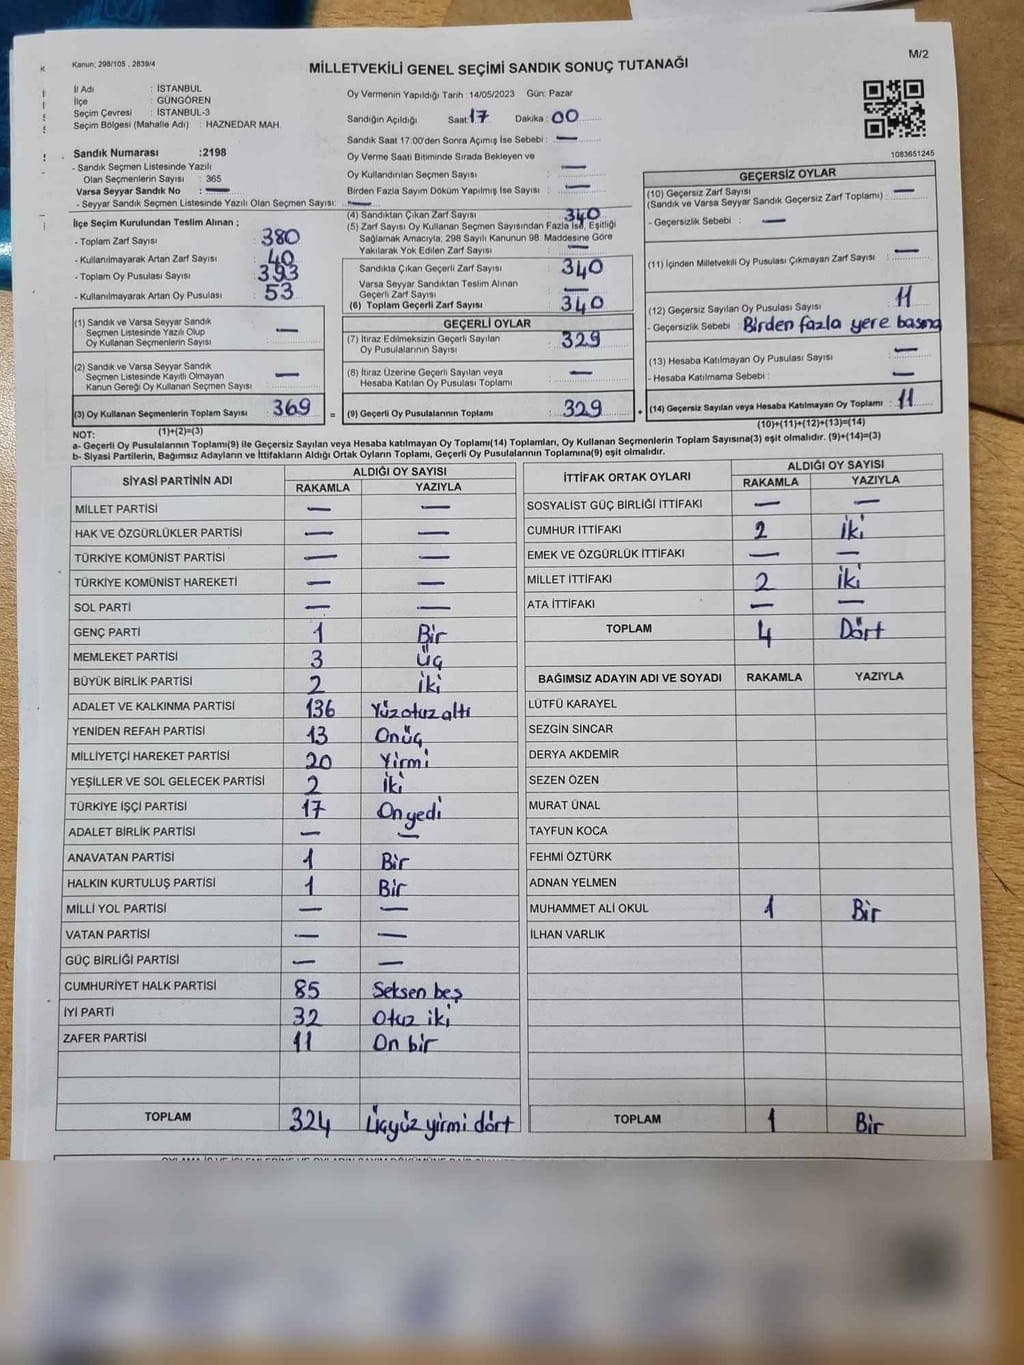 Kanun; 298/105 , 2839/4
M/2
MİLLETVEKİLİ GENEL SEÇİMİ SANDIK SONUÇ TUTANAĞI
İl Adı : İSTANBUL
İlçe : GÜNGÖREN
Seçim Çevresi : İSTANBUL-3
Seçim Bölgesi (Mahalle Adı) : HAZNEDAR MAH.
Oy Vermenin Yapıldığı Tarih :14/05/2023 Gün: Pazar
Sandığın Açıldığı Saat: 17 Dakika: 00
Sandık Saat 17:00'den Sonra Açımış İse Sebebi : —
Oy Verme Saati Bitiminde Sırada Bekleyen ve
Oy Kullandırılan Seçmen Sayısı : —
Birden Fazla Sayım Döküm Yapılmış İse Sayısı : —
1083651245
Sandık Numarası :2198
- Sandık Seçmen Listesinde Yazılı
Olan Seçmenlerin Sayısı : 365
Varsa Seyyar Sandık No : —
- Seyyar Sandık Seçmen Listesinde Yazılı Olan Seçmen Sayısı: —
İlçe Seçim Kurulundan Teslim Alınan ;
- Toplam Zarf Sayısı : 380
- Kullanılmayarak Artan Zarf Sayısı : 40
- Toplam Oy Pusulası Sayısı : 393
- Kullanılmayarak Artan Oy Pusulası : 53
(1) Sandık ve Varsa Seyyar Sandık
Seçmen Listesinde Yazılı Olup
Oy Kullanan Seçmenlerin Sayısı : —
(2) Sandık ve Varsa Seyyar Sandık
Seçmen Listesinde Kayıtlı Olmayan
Kanun Gereği Oy Kullanan Seçmen Sayısı : —
(3) Oy Kullanan Seçmenlerin Toplam Sayısı : 369 =
(1)+(2)=(3)
(4) Sandıktan Çıkan Zarf Sayısı : 340
(5) Zarf Sayısı Oy Kullanan Seçmen Sayısından Fazla İse, Eşitliği
Sağlamak Amacıyla; 298 Sayılı Kanunun 98. Maddesine Göre
Yakılarak Yok Edilen Zarf Sayısı : —
Sandıkta Çıkan Geçerli Zarf Sayısı : 340
Varsa Seyyar Sandıktan Teslim Alınan
Geçerli Zarf Sayısı : —
(6) Toplam Geçerli Zarf Sayısı : 340
GEÇERLİ OYLAR
(7) İtiraz Edilmeksizin Geçerli Sayılan
Oy Pusulalarının Sayısı : 329
(8) İtiraz Üzerine Geçerli Sayılan veya
Hesaba Katılan Oy Pusulası Toplamı : —
(9) Geçerli Oy Pusulalarının Toplamı : 329 +
GEÇERSİZ OYLAR
(10) Geçersiz Zarf Sayısı
(Sandık ve Varsa Seyyar Sandık Geçersiz Zarf Toplamı) : —
- Geçersizlik Sebebi : —
(11) İçinden Milletvekili Oy Pusulası Çıkmayan Zarf Sayısı : —
(12) Geçersiz Sayılan Oy Pusulası Sayısı : 11
- Geçersizlik Sebebi : Birden fazla yere basma
(13) Hesaba Katılmayan Oy Pusulası Sayısı : —
- Hesaba Katılmama Sebebi : —
(14) Geçersiz Sayılan veya Hesaba Katılmayan Oy Toplamı : 11
(10)+(11)+(12)+(13)=(14)
NOT:
a- Geçerli Oy Pusulalarının Toplamı(9) ile Geçersiz Sayılan veya Hesaba katılmayan Oy Toplamı(14) Toplamları, Oy Kullanan Seçmenlerin Toplam Sayısına(3) eşit olmalıdır. (9)+(14)=(3)
b- Siyasi Partilerin, Bağımsız Adayların ve İttifakların Aldığı Ortak Oyların Toplamı, Geçerli Oy Pusulalarının Toplamına(9) eşit olmalıdır.
SİYASİ PARTİNİN ADI ALDIĞI OY SAYISI
RAKAMLA YAZIYLA
MİLLET PARTİSİ — —
HAK VE ÖZGÜRLÜKLER PARTİSİ — —
TÜRKİYE KOMÜNİST PARTİSİ — —
TÜRKİYE KOMÜNİST HAREKETİ — —
SOL PARTİ — —
GENÇ PARTİ 1 Bir
MEMLEKET PARTİSİ 3 üç
BÜYÜK BİRLİK PARTİSİ 2 iki
ADALET VE KALKINMA PARTİSİ 136 Yüzotuzaltı
YENİDEN REFAH PARTİSİ 13 Onüç
MİLLİYETÇİ HAREKET PARTİSİ 20 Yirmi
YEŞİLLER VE SOL GELECEK PARTİSİ 2 iki
TÜRKİYE İŞÇİ PARTİSİ 17 Onyedi
ADALET BİRLİK PARTİSİ — —
ANAVATAN PARTİSİ 1 Bir
HALKIN KURTULUŞ PARTİSİ 1 Bir
MİLLİ YOL PARTİSİ — —
VATAN PARTİSİ — —
GÜÇ BİRLİĞİ PARTİSİ — —
CUMHURİYET HALK PARTİSİ 85 Seksen beş
İYİ PARTİ 32 Otuz iki
ZAFER PARTİSİ 11 On bir
TOPLAM 324 Üçyüz yirmi dört
İTTİFAK ORTAK OYLARI ALDIĞI OY SAYISI
RAKAMLA YAZIYLA
SOSYALİST GÜÇ BİRLİĞİ İTTİFAKI — —
CUMHUR İTTİFAKI 2 iki
EMEK VE ÖZGÜRLÜK İTTİFAKI — —
MİLLET İTTİFAKI 2 iki
ATA İTTİFAKI — —
TOPLAM 4 Dört
BAĞIMSIZ ADAYIN ADI VE SOYADI RAKAMLA YAZIYLA
LÜTFÜ KARAYEL
SEZGİN SİNCAR
DERYA AKDEMİR
SEZEN ÖZEN
MURAT ÜNAL
TAYFUN KOCA
FEHMİ ÖZTÜRK
ADNAN YELMEN
MUHAMMET ALİ OKUL 1 Bir
İLHAN VARLIK
TOPLAM 1 Bir